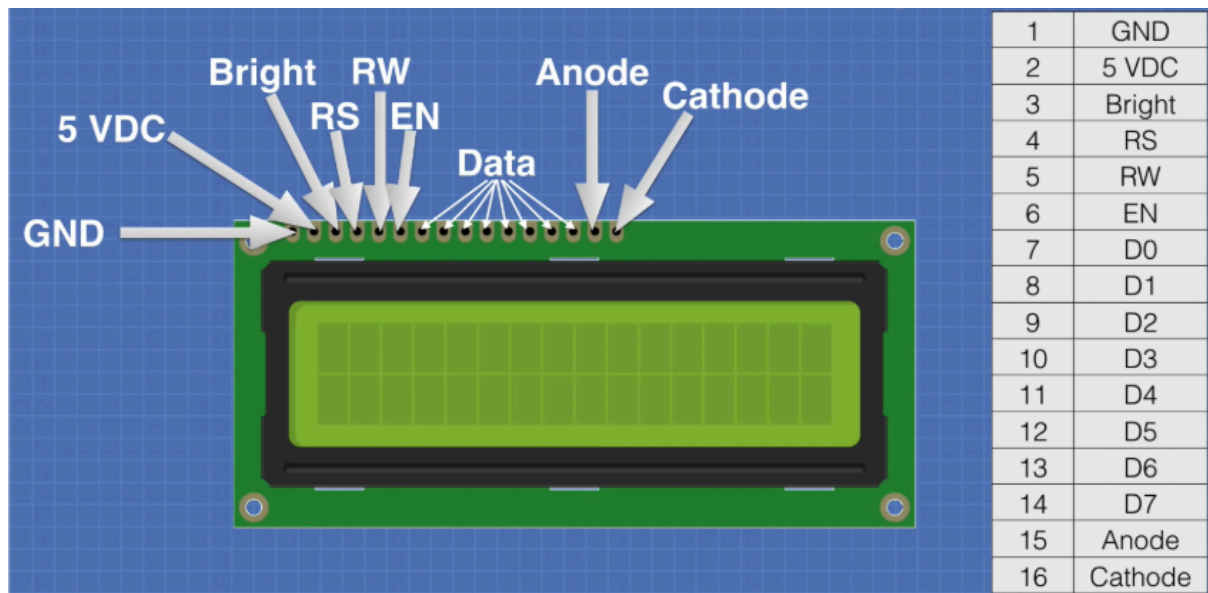 Bright RW
Anode
Cathode
5 VDC
RS EN
Data
GND
1 GND
2 5 VDC
3 Bright
4 RS
5 RW
6 EN
7 D0
8 D1
9 D2
10 D3
11 D4
12 D5
13 D6
14 D7
15 Anode
16 Cathode